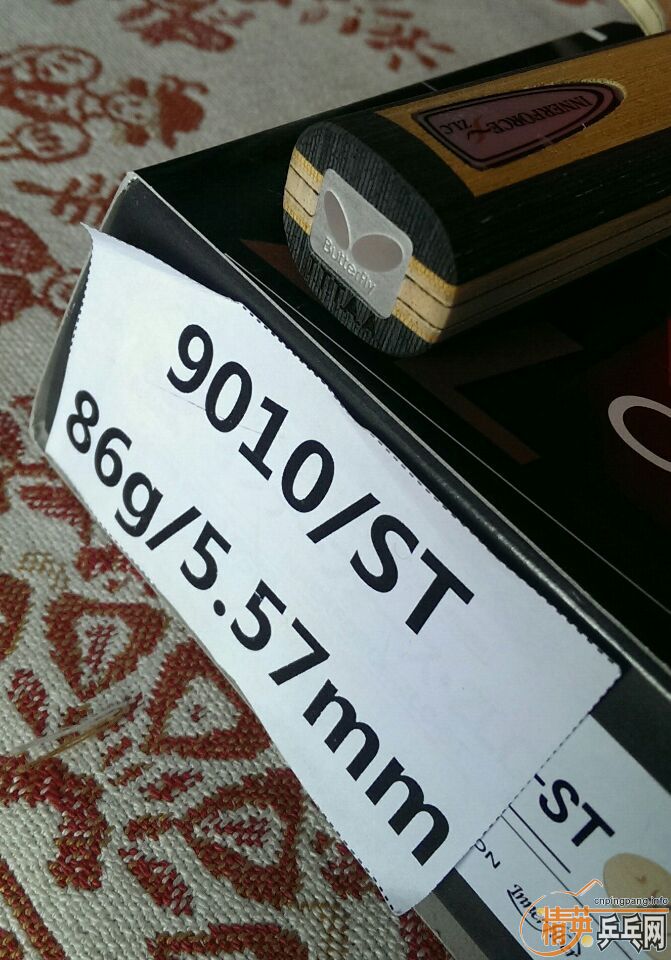 INNERFORCE
ZLC
Butterfly
9010/ST
86g/5.57mm
-ST
cnpingpang.info
精英乒乓网